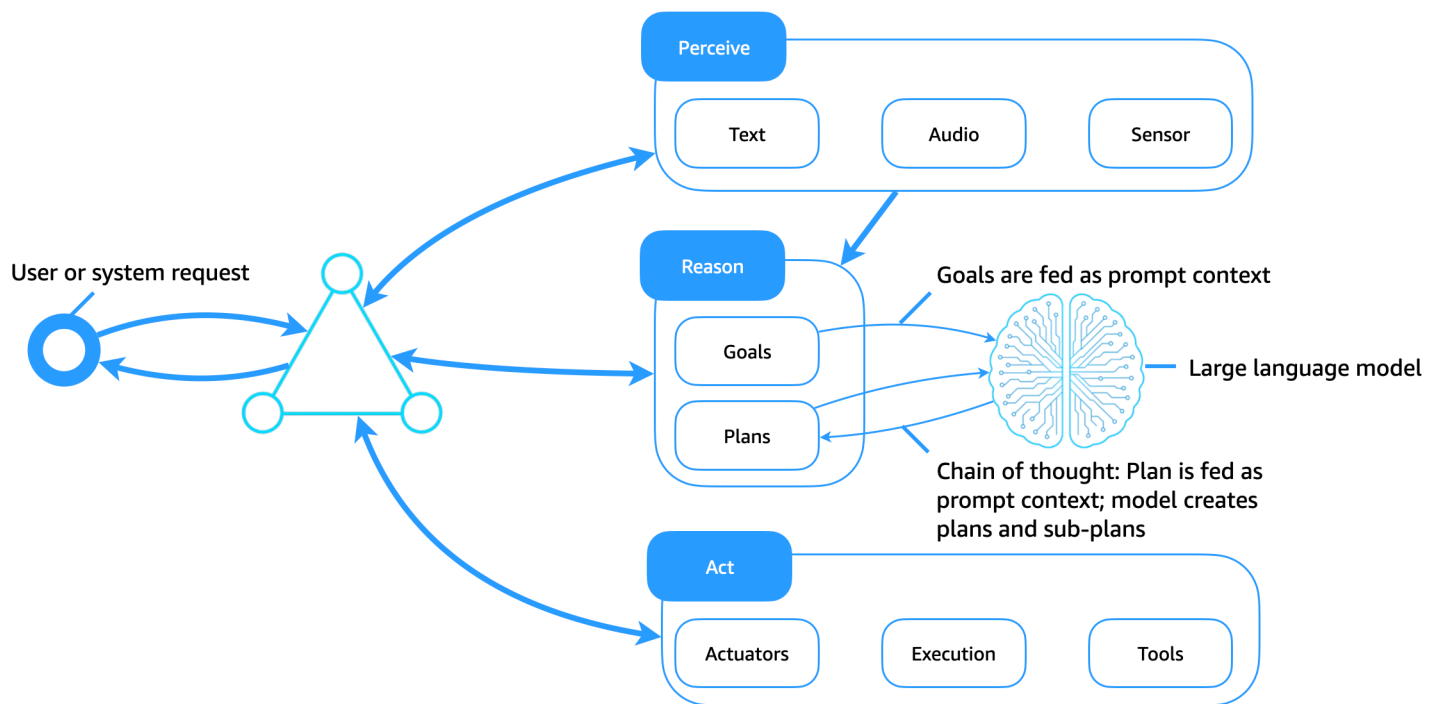 Perceive
Text
Audio
Sensor
User or system request
Reason
Goals are fed as prompt context
Goals
Large language model
Plans
Chain of thought: Plan is fed as
prompt context; model creates
plans and sub-plans
Act
Actuators
Execution
Tools